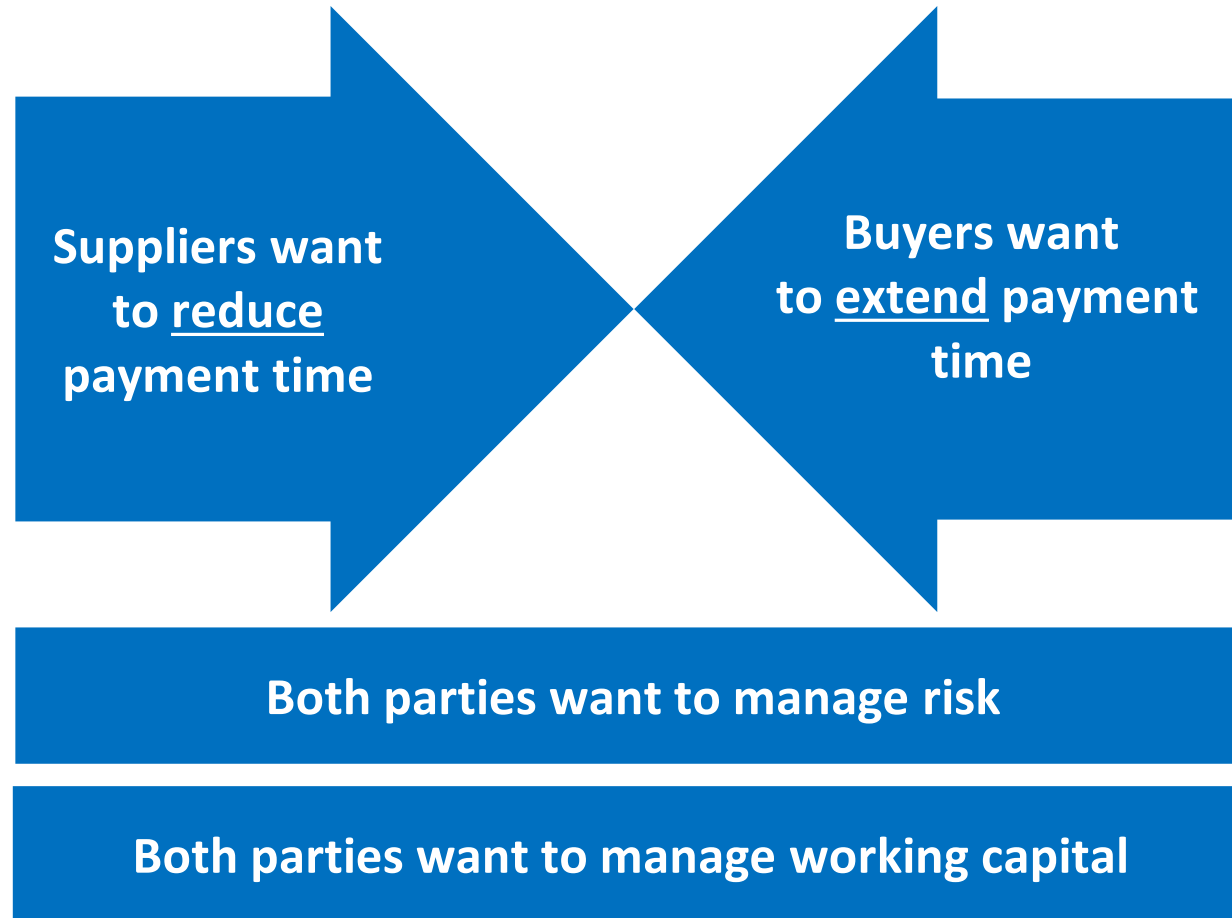 Suppliers want
to reduce
payment time
Buyers want
to extend payment
time
Both parties want to manage risk
Both parties want to manage working capital